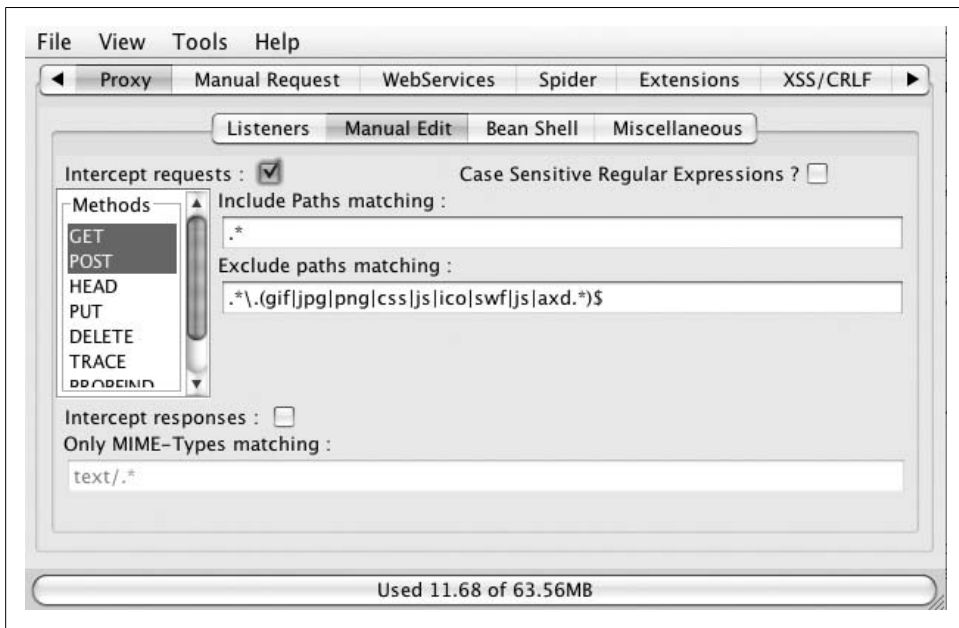 File View Tools Help
Proxy Manual Request WebServices Spider Extensions XSS/CRLF
Listeners Manual Edit Bean Shell Miscellaneous
Intercept requests : Case Sensitive Regular Expressions ?
Methods
GET
POST
HEAD
PUT
DELETE
TRACE
PROPFIND
Include Paths matching :
.*
Exclude paths matching :
.*\.(gif|jpg|png|css|js|ico|swf|js|axd.*)$
Intercept responses :
Only MIME-Types matching :
text/.*
Used 11.68 of 63.56MB